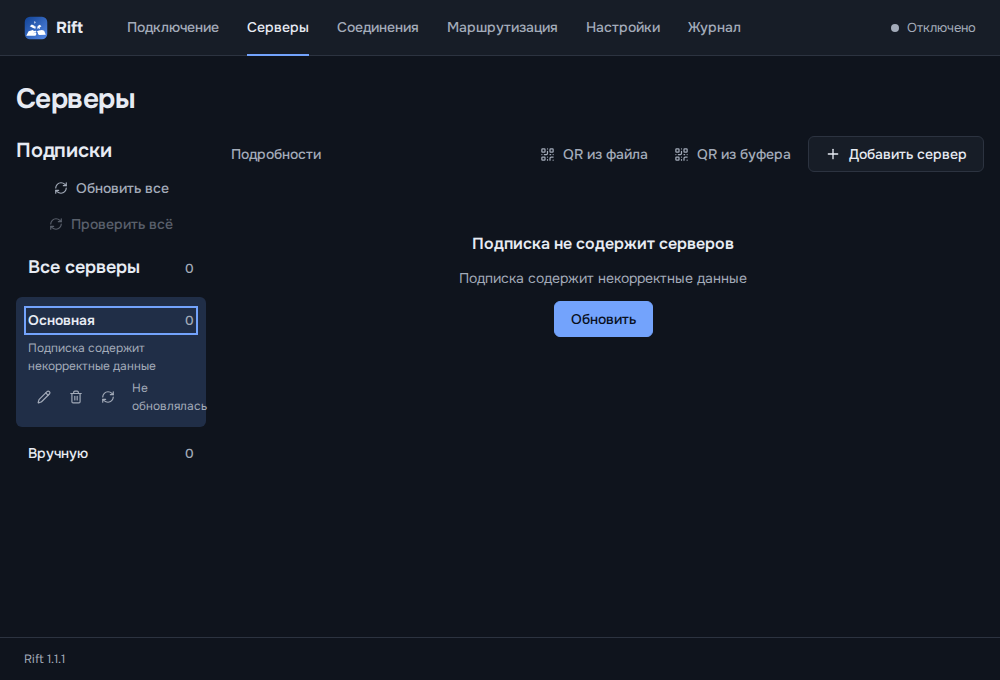 Rift
Подключение
Серверы
Соединения
Маршрутизация
Настройки
Журнал
Отключено
Серверы
Подписки
Обновить все
Проверить всё
Все серверы 0
Основная 0
Подписка содержит
некорректные данные
Не
обновлялась
Вручную 0
Подробности
QR из файла
QR из буфера
Добавить сервер
Подписка не содержит серверов
Подписка содержит некорректные данные
Обновить
Rift 1.1.1